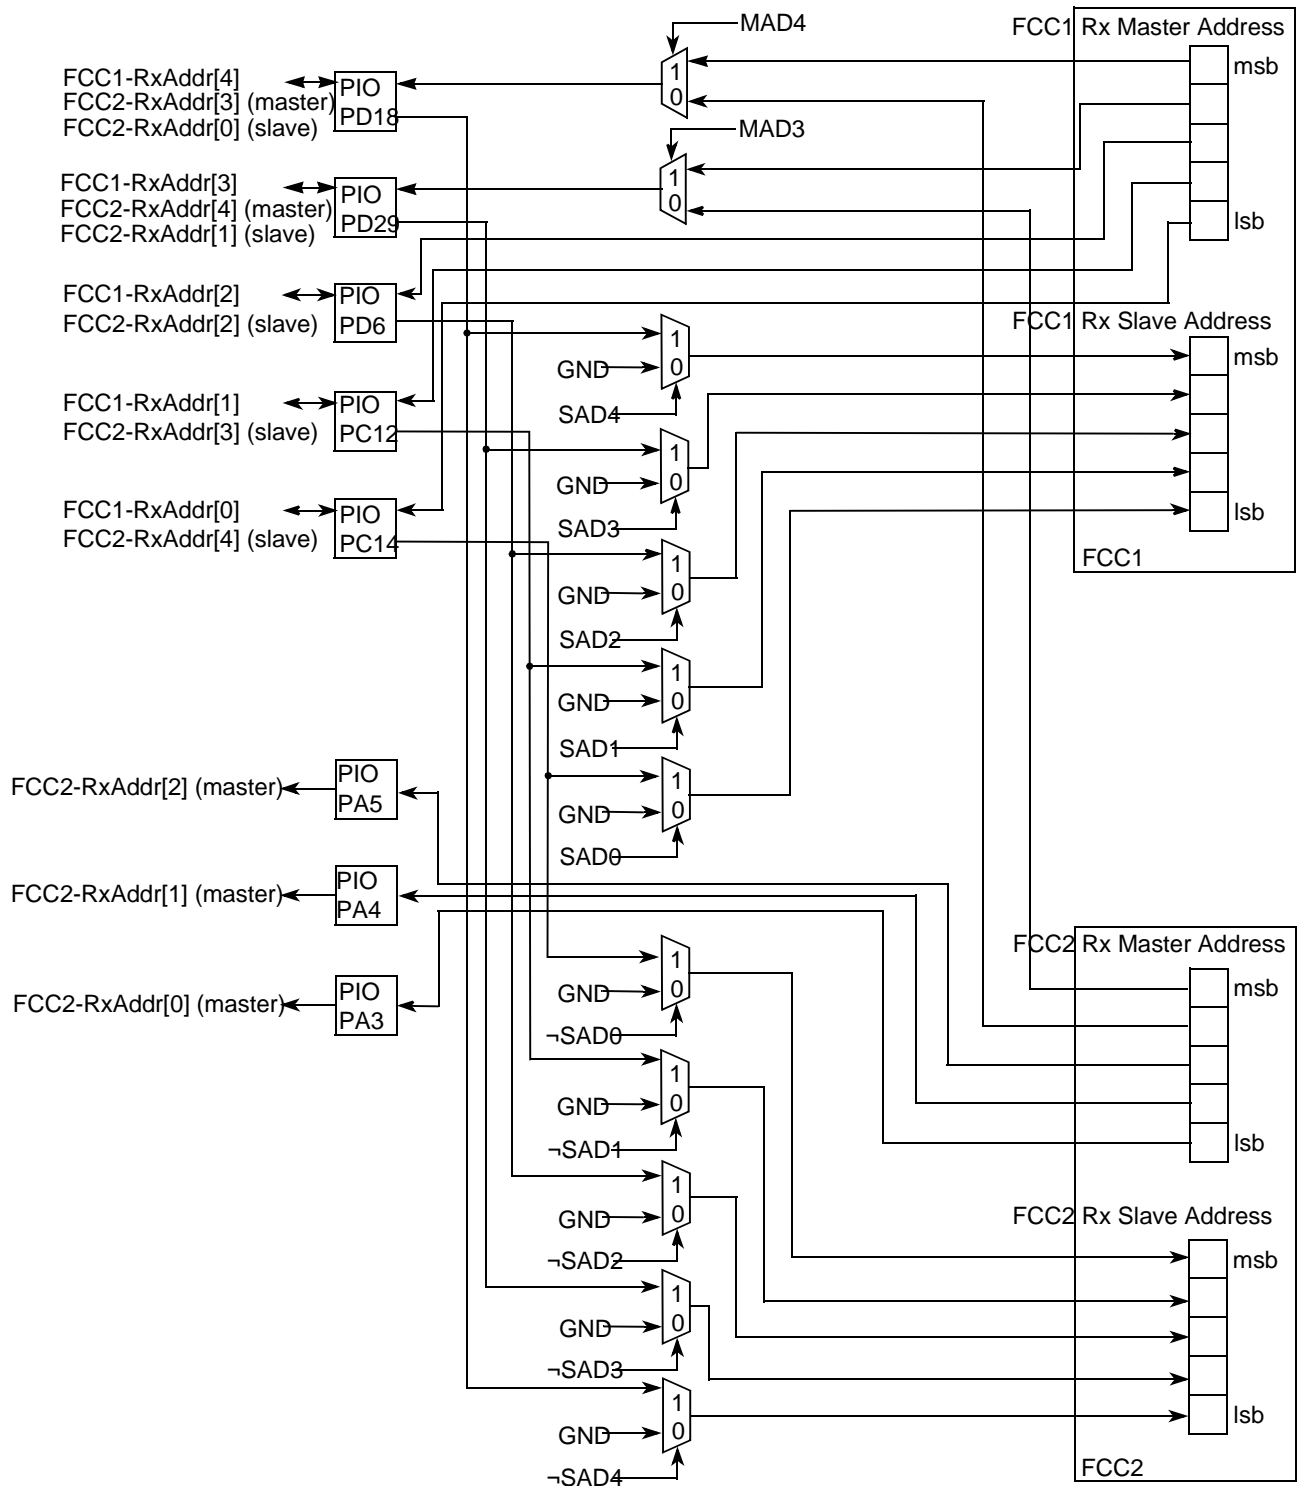 MAD4
FCC1 Rx Master Address
FCC1-RxAddr[4]
FCC2-RxAddr[3] (master)
FCC2-RxAddr[0] (slave)
PIO
PD18
1
0
msb
MAD3
FCC1-RxAddr[3]
FCC2-RxAddr[4] (master)
FCC2-RxAddr[1] (slave)
PIO
PD29
1
0
lsb
FCC1-RxAddr[2]
FCC2-RxAddr[2] (slave)
PIO
PD6
FCC1 Rx Slave Address
1
0
GND
SAD4
msb
FCC1-RxAddr[1]
FCC2-RxAddr[3] (slave)
PIO
PC12
1
0
GND
SAD3
FCC1-RxAddr[0]
FCC2-RxAddr[4] (slave)
PIO
PC14
lsb
FCC1
1
0
GND
SAD2
1
0
GND
SAD1
FCC2-RxAddr[2] (master)
PIO
PA5
1
0
GND
SAD0
FCC2-RxAddr[1] (master)
PIO
PA4
FCC2 Rx Master Address
FCC2-RxAddr[0] (master)
PIO
PA3
1
0
GND
¬SAD0
msb
1
0
GND
¬SAD1
lsb
1
0
GND
¬SAD2
FCC2 Rx Slave Address
msb
1
0
GND
¬SAD3
1
0
GND
¬SAD4
lsb
FCC2